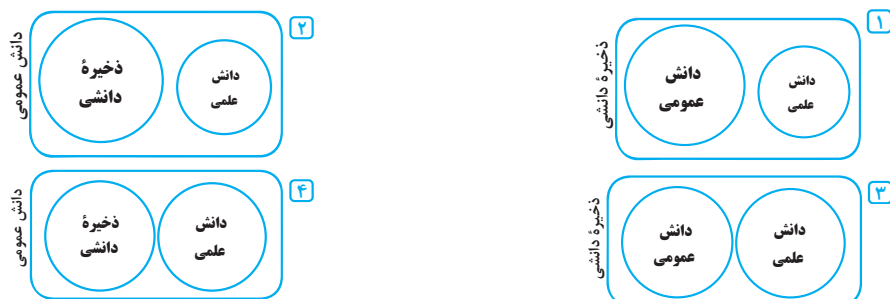 ۱
ذخیرهٔ دانشی
دانش
علمی
دانش
عمومی
۲
دانش عمومی
دانش
علمی
ذخیرهٔ
دانشی
۳
ذخیرهٔ دانشی
دانش
علمی
دانش
عمومی
۴
دانش عمومی
دانش
علمی
ذخیرهٔ
دانشی